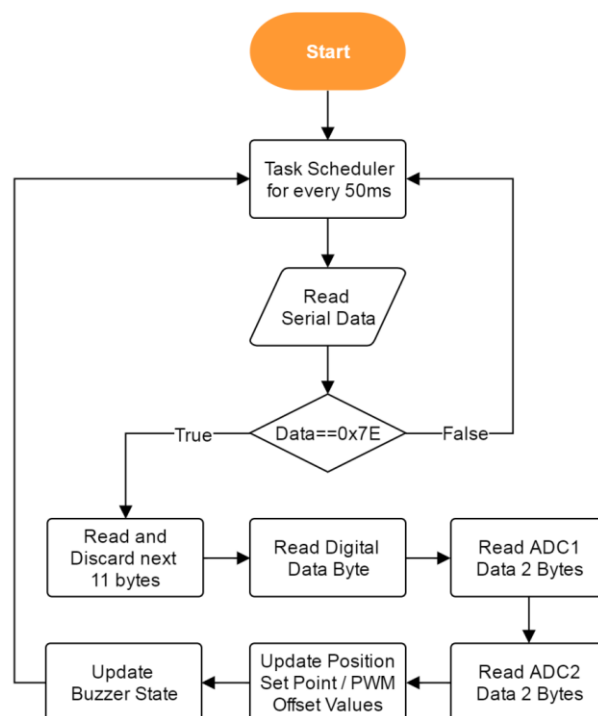 Start
Task Scheduler
for every 50ms
Read
Serial Data
Data==0x7E
True
False
Read and
Discard next
11 bytes
Read Digital
Data Byte
Read ADC1
Data 2 Bytes
Read ADC2
Data 2 Bytes
Update Position
Set Point / PWM
Offset Values
Update
Buzzer State